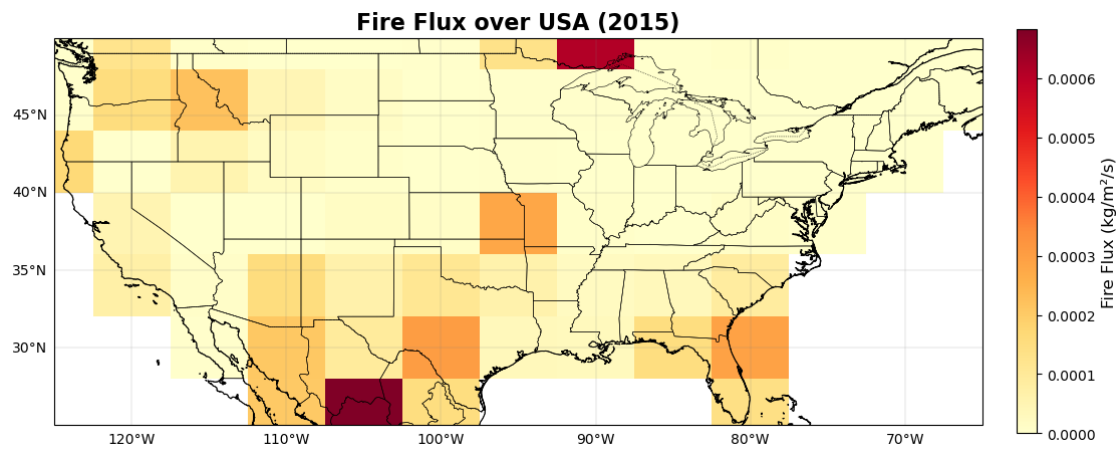 Fire Flux over USA (2015)
45°N
40°N
35°N
30°N
120°W
110°W
100°W
90°W
80°W
70°W
0.0006
0.0005
0.0004
0.0003
0.0002
0.0001
0.0000
Fire Flux (kg/m²/s)